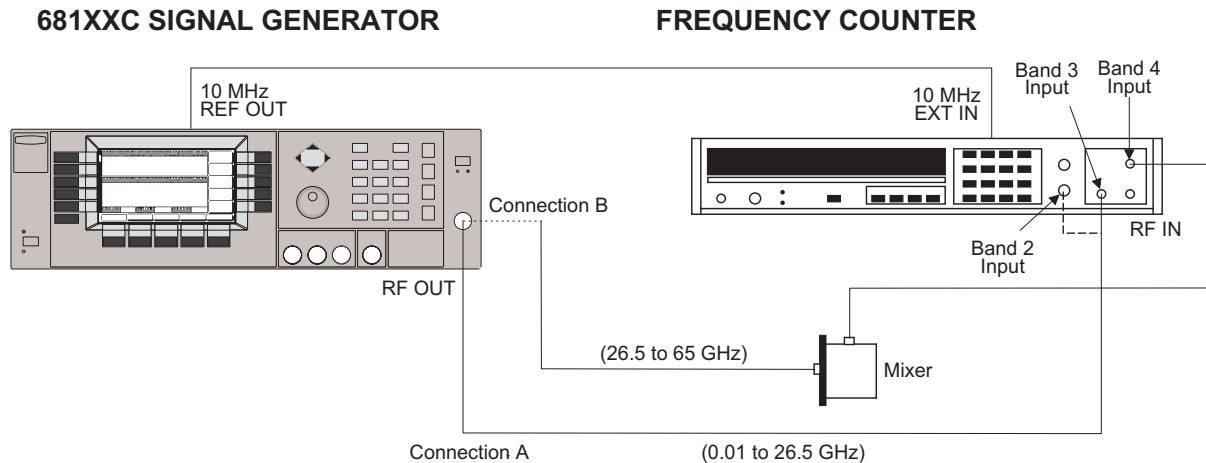 681XXC SIGNAL GENERATOR
FREQUENCY COUNTER
10 MHz
REF OUT
10 MHz
EXT IN
Band 3
Input
Band 4
Input
Connection B
Band 2
Input
RF IN
RF OUT
(26.5 to 65 GHz)
Mixer
Connection A
(0.01 to 26.5 GHz)